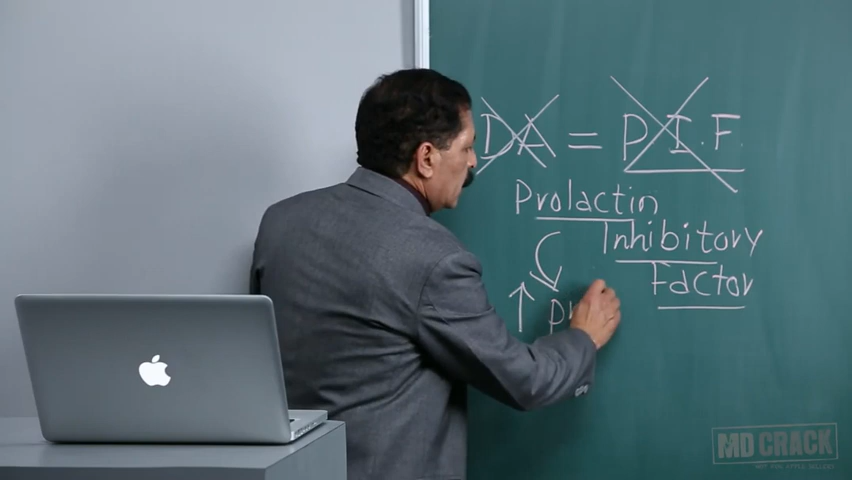 DA = P.I.F.
Prolactin
Inhibitory
Factor
↑
MD CRACK